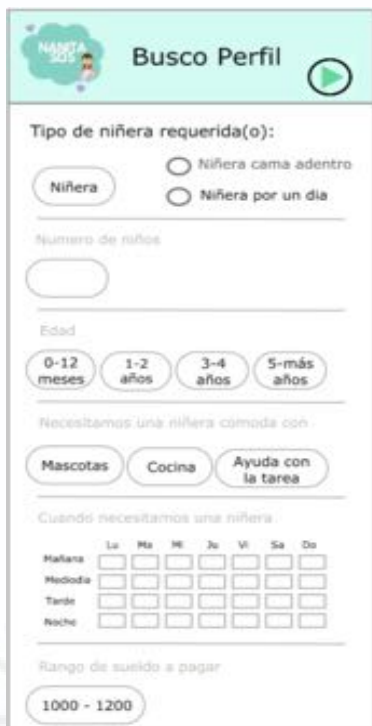 NANITA
SOS
Busco Perfil
Tipo de niñera requerida(o):
Niñera
Niñera cama adentro
Niñera por un dia
Numero de niños
Edad
0-12
meses
1-2
años
3-4
años
5-más
años
Necesitamos una niñera comoda con
Mascotas
Cocina
Ayuda con
la tarea
Cuando necesitamos una niñera
Lu Ma Mi Ju Vi Sa Do
Mañana
Mediodia
Tarde
Noche
Rango de sueldo a pagar
1000 - 1200